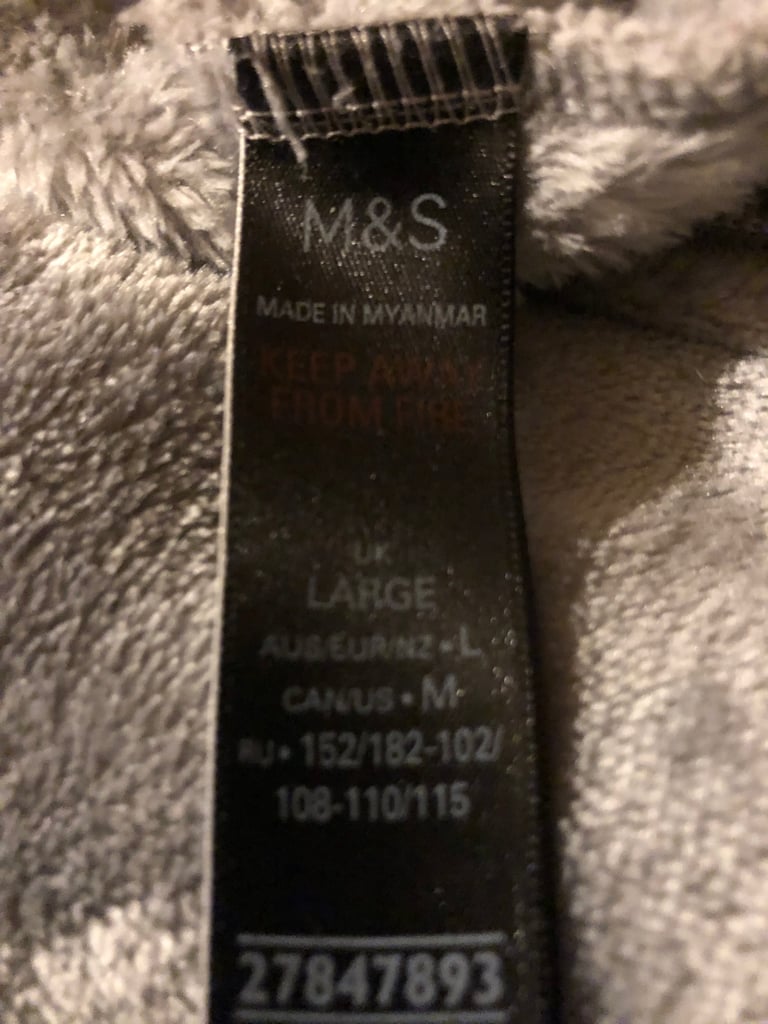 M&S
MADE IN MYANMAR
KEEP AWAY
FROM FIRE
UK
LARGE
AUS/EUR/NZ • L
CAN/US • M
RU • 152/182-102/
108-110/115
27847893